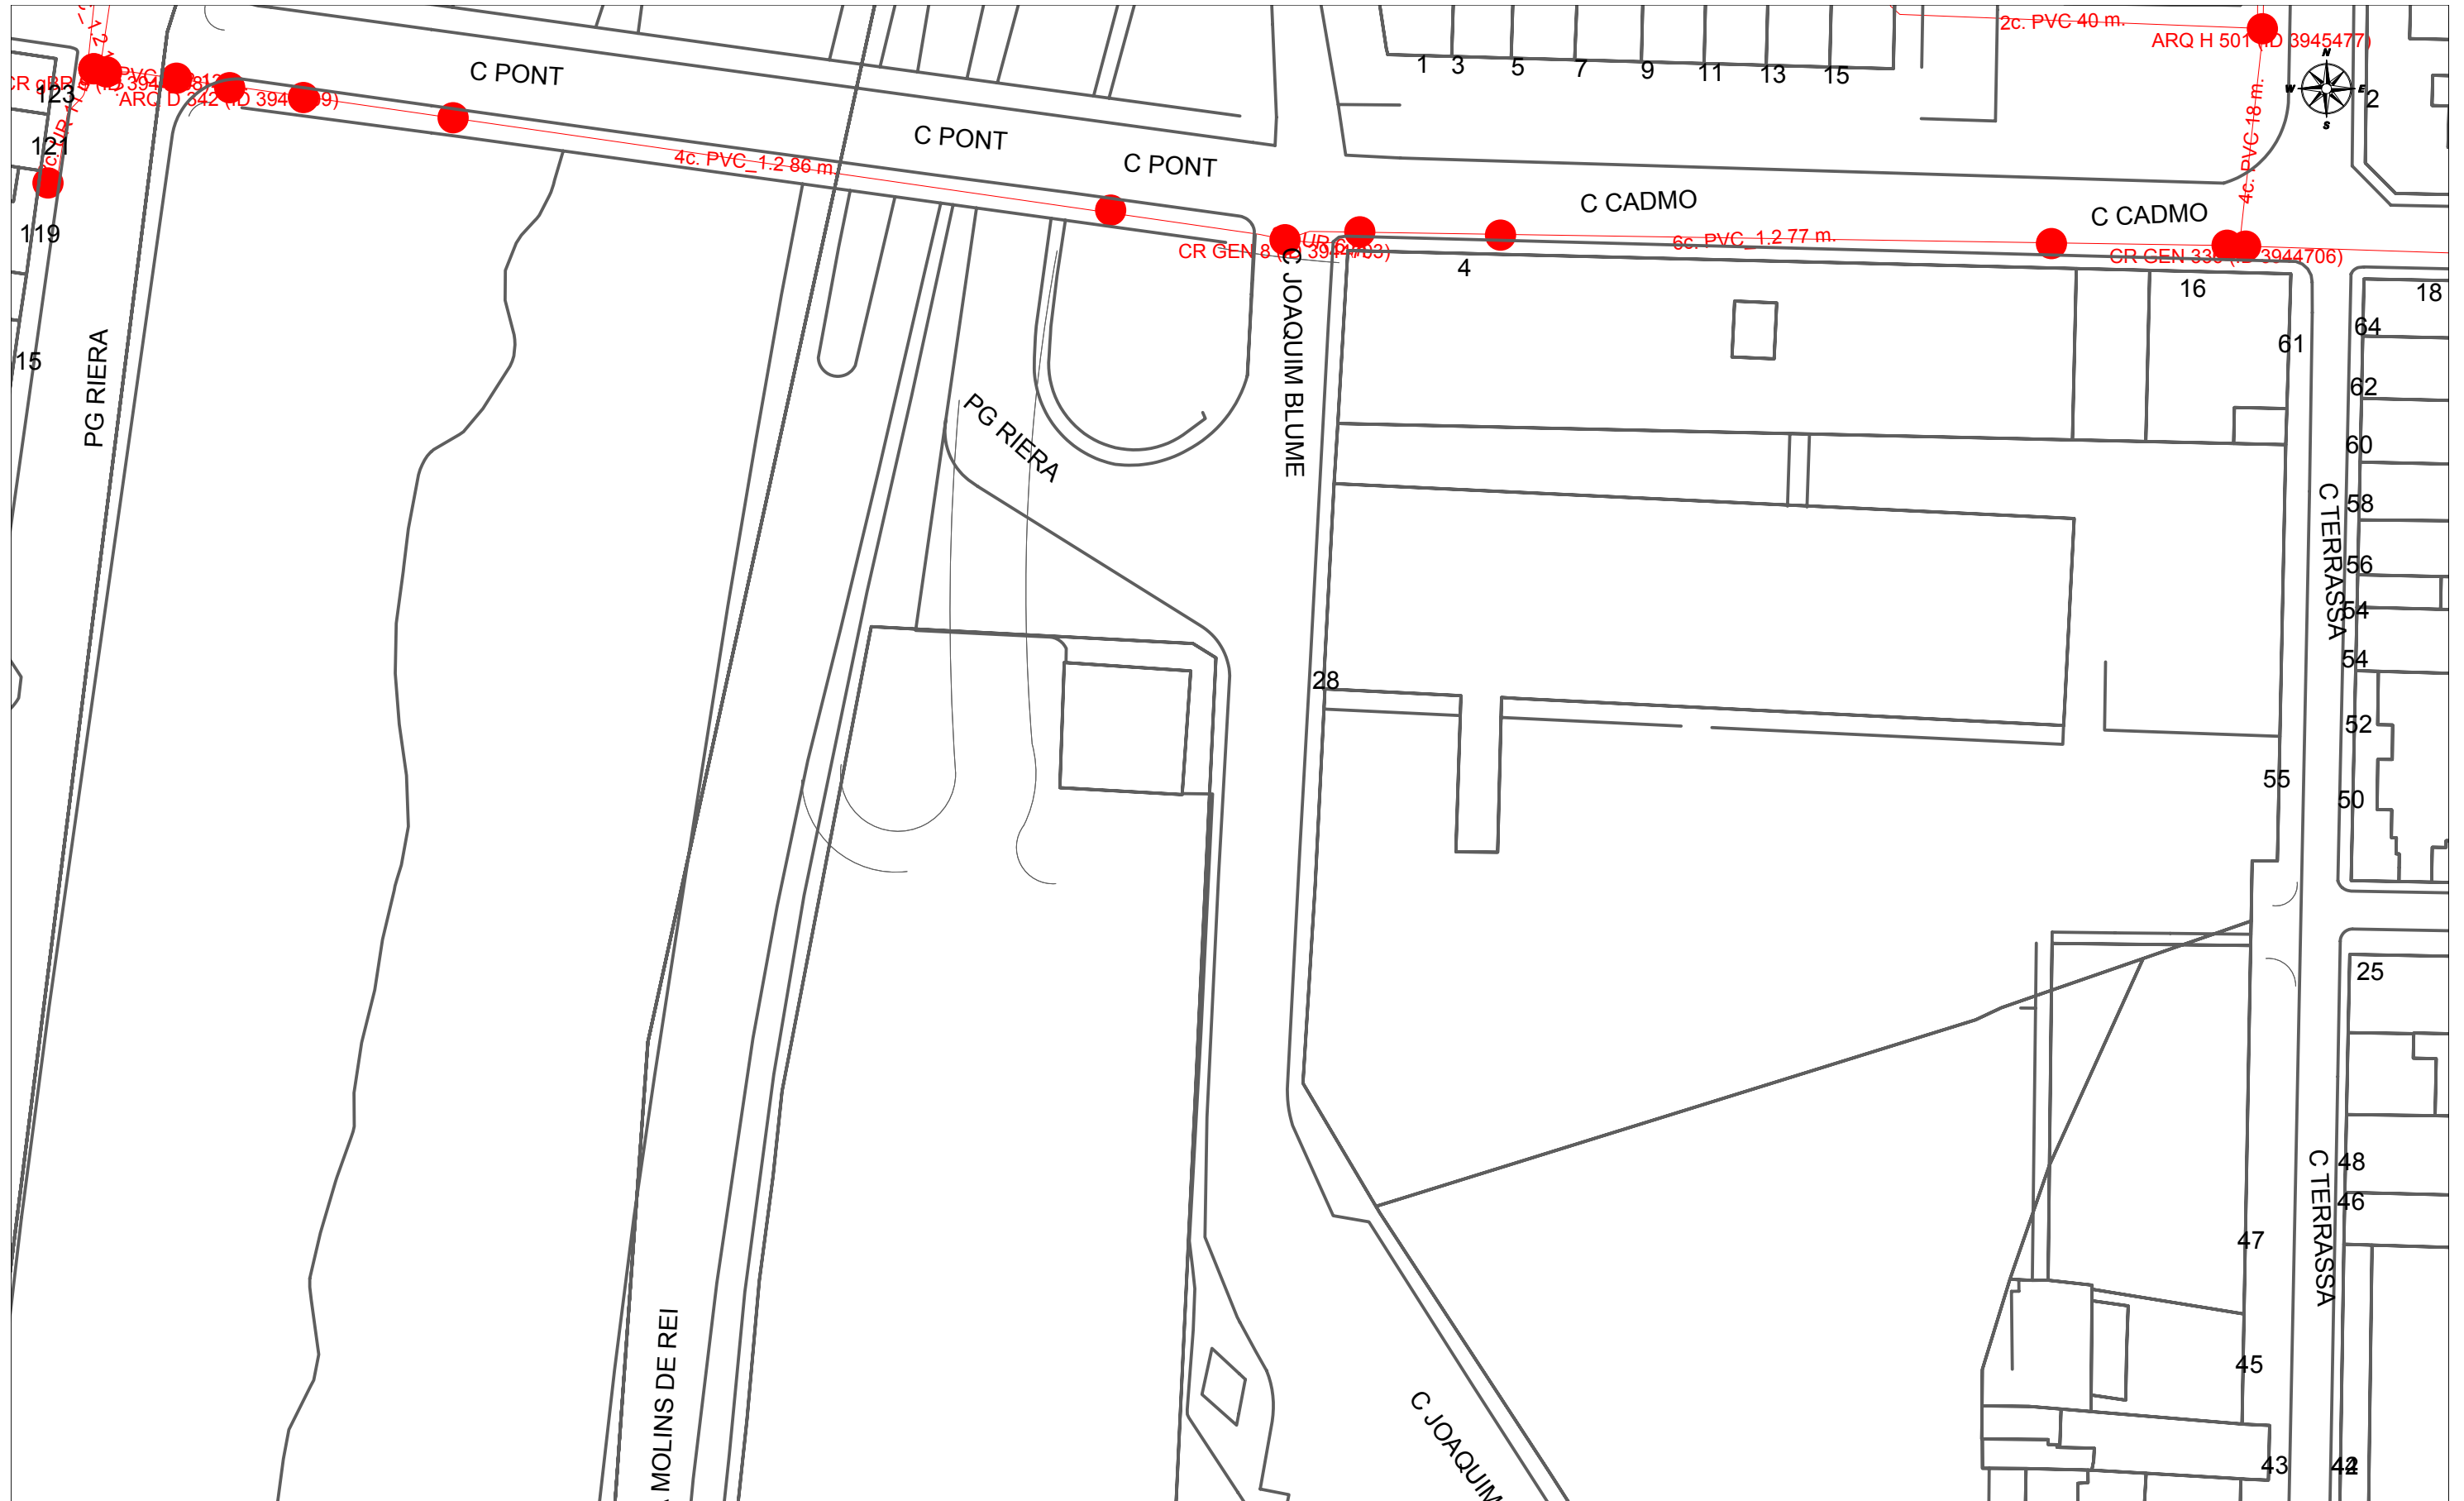 2c. PVC 40 m.
ARQ H 501 (ID 3945477)
N
W
E
S
2
1
3
5
7
9
11
13
15
C PONT
123
ARQ D 342
121
C PONT
C PONT
4c. PVC_1.2 86 m.
4c. PVC 18 m.
C CADMO
C CADMO
119
6c. PVC_1.2 77 m.
CR GEN 8
CR GEN
3944706)
4
16
18
C JOAQUIM BLUME
PG RIERA
15
61
64
62
PG RIERA
60
58
C TERRASSA
56
54
54
28
52
55
50
25
C TERRASSA
48
46
47
45
MOLINS DE REI
C JOAQUIM
43